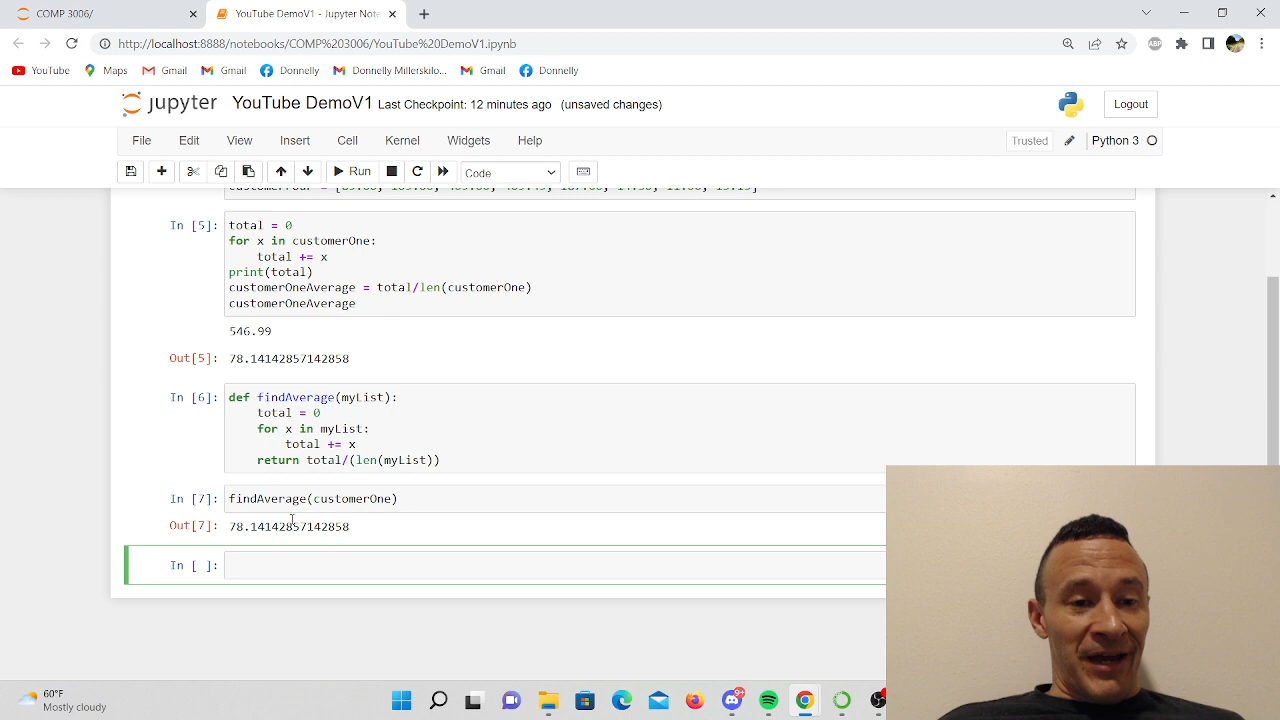 COMP 3006/
YouTube DemoV1 - Jupyter Note
http://localhost:8888/notebooks/COMP%203006/YouTube%20DemoV1.ipynb
ABP
YouTube
Maps
Gmail
Gmail
Donnelly
Donnelly Millerskilo...
Gmail
Donnelly
jupyter
YouTube DemoV1
Last Checkpoint: 12 minutes ago (unsaved changes)
Logout
File
Edit
View
Insert
Cell
Kernel
Widgets
Help
Trusted
Python 3
Run
Code
In [5]:
total = 0
for x in customerOne:
    total += x
print(total)
customerOneAverage = total/len(customerOne)
customerOneAverage
546.99
Out[5]: 78.14142857142858
In [6]:
def findAverage(myList):
    total = 0
    for x in myList:
        total += x
    return total/(len(myList))
In [7]: findAverage(customerOne)
Out[7]: 78.14142857142858
In [ ]:
60°F
Mostly cloudy
9+